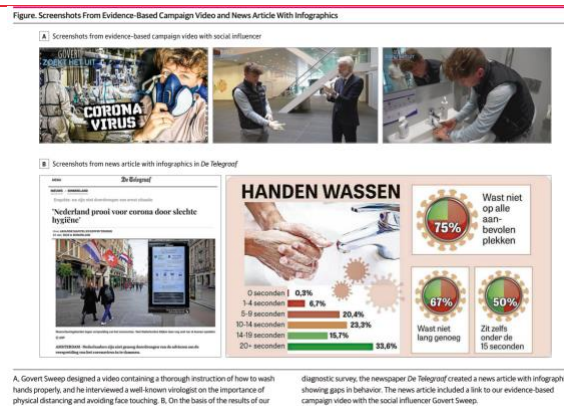 Figure. Screenshots From Evidence-Based Campaign Video and News Article With Infographics
A Screenshots from evidence-based campaign video with social influencer
GOVERT
ZOEKT HET UIT
CORONA
VIRUS
B Screenshots from news article with infographics in De Telegraaf
De Telegraaf
'Nederland prooi voor corona door slechte
hygiëne'
HANDEN WASSEN
0 seconden 0,3%
1-4 seconden 6,7%
5-9 seconden 20,4%
10-14 seconden 23,3%
14-19 seconden 15,7%
20+ seconden 33,6%
75%
Wast niet
op alle
aan-
bevolen
plekken
67%
Wast niet
lang genoeg
50%
Zit zelfs
onder de
15 seconden
A, Govert Sweep designed a video containing a thorough instruction of how to wash
hands properly, and he interviewed a well-known virologist on the importance of
physical distancing and avoiding face touching. B, On the basis of the results of our
diagnostic survey, the newspaper De Telegraaf created a news article with infographi
showing gaps in behavior. The news article included a link to our evidence-based
campaign video with the social influencer Govert Sweep.